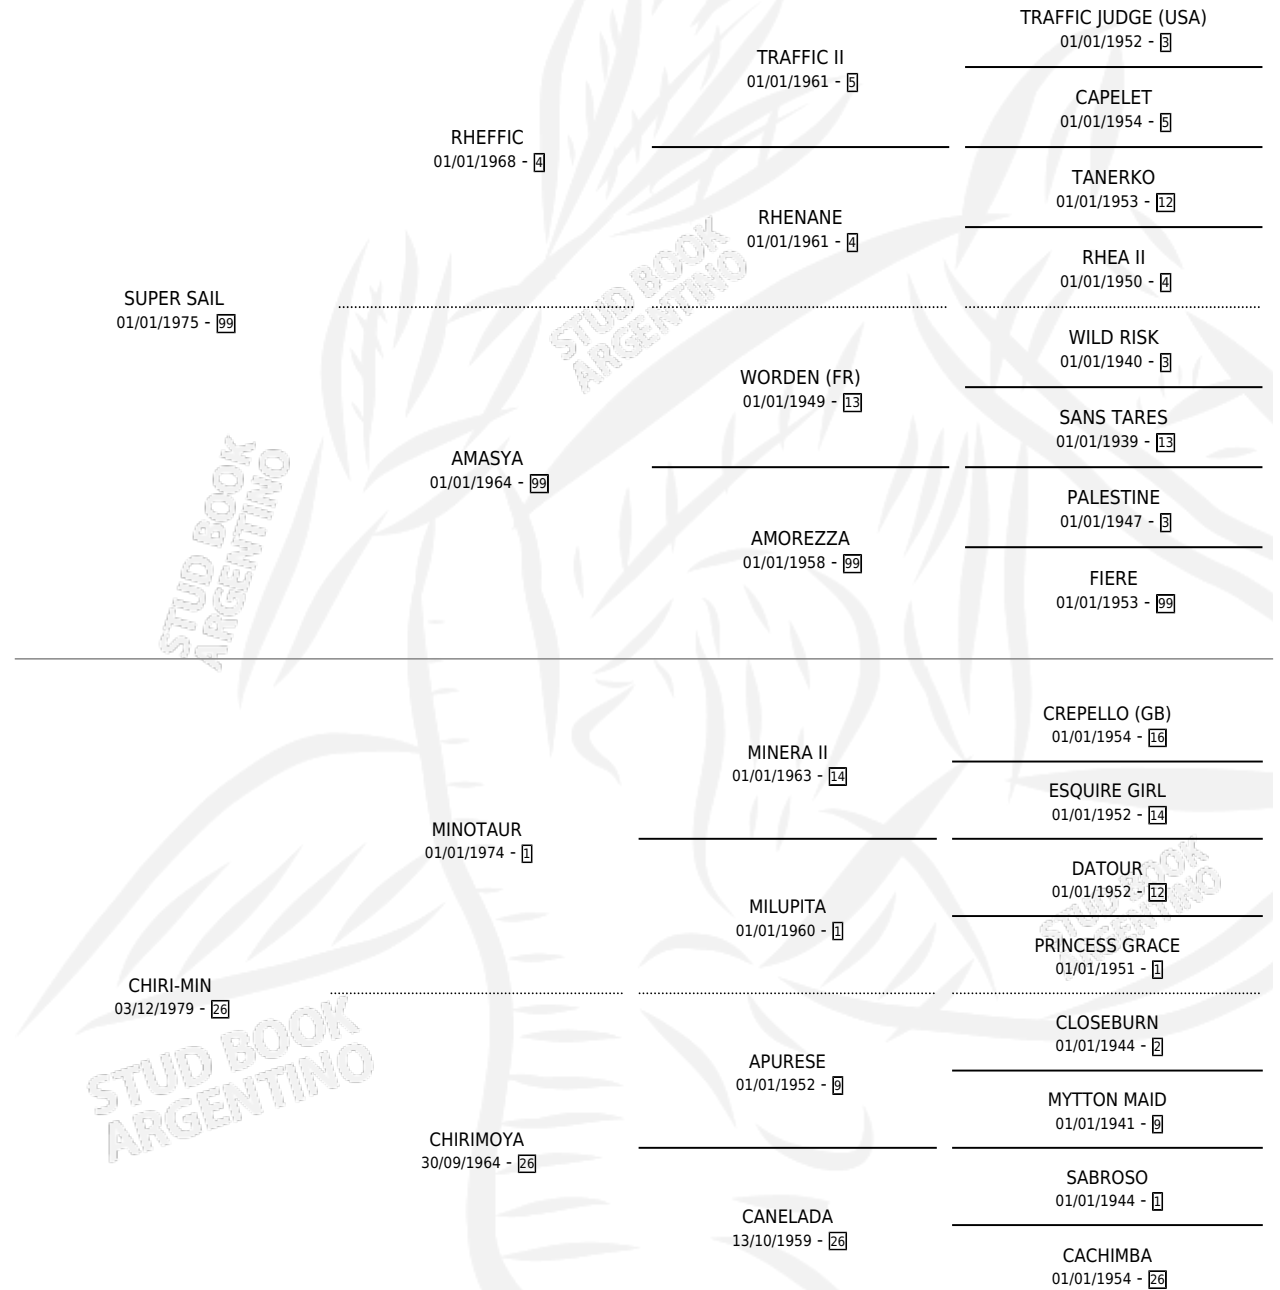 TRAFFIC JUDGE (USA)
01/01/1952 - 3
TRAFFIC II
01/01/1961 - 5
CAPELET
01/01/1954 - 5
RHEFFIC
01/01/1968 - 4
TANERKO
01/01/1953 - 12
RHENANE
01/01/1961 - 4
RHEA II
01/01/1950 - 4
SUPER SAIL
01/01/1975 - 99
WILD RISK
01/01/1940 - 3
WORDEN (FR)
01/01/1949 - 13
SANS TARES
01/01/1939 - 13
AMASYA
01/01/1964 - 99
PALESTINE
01/01/1947 - 3
AMOREZZA
01/01/1958 - 99
FIERE
01/01/1953 - 99
CREPELLO (GB)
01/01/1954 - 16
MINERA II
01/01/1963 - 14
ESQUIRE GIRL
01/01/1952 - 14
MINOTAUR
01/01/1974 - 1
DATOUR
01/01/1952 - 12
MILUPITA
01/01/1960 - 1
PRINCESS GRACE
01/01/1951 - 1
CHIRI-MIN
03/12/1979 - 26
CLOSEBURN
01/01/1944 - 2
APURESE
01/01/1952 - 9
MYTTON MAID
01/01/1941 - 9
CHIRIMOYA
30/09/1964 - 26
SABROSO
01/01/1944 - 1
CANELADA
13/10/1959 - 26
CACHIMBA
01/01/1954 - 26
STUD BOOK
ARGENTINO
STUD BOOK
ARGENTINO
STUD BOOK
ARGENTINO
STUD BOOK
ARGENTINO